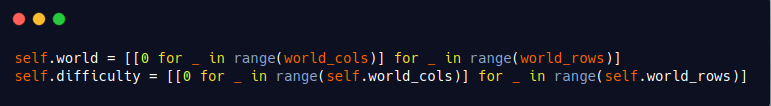 self.world = [[0 for _ in range(world_cols)] for _ in range(world_rows)]
self.difficulty = [[0 for _ in range(self.world_cols)] for _ in range(self.world_rows)]